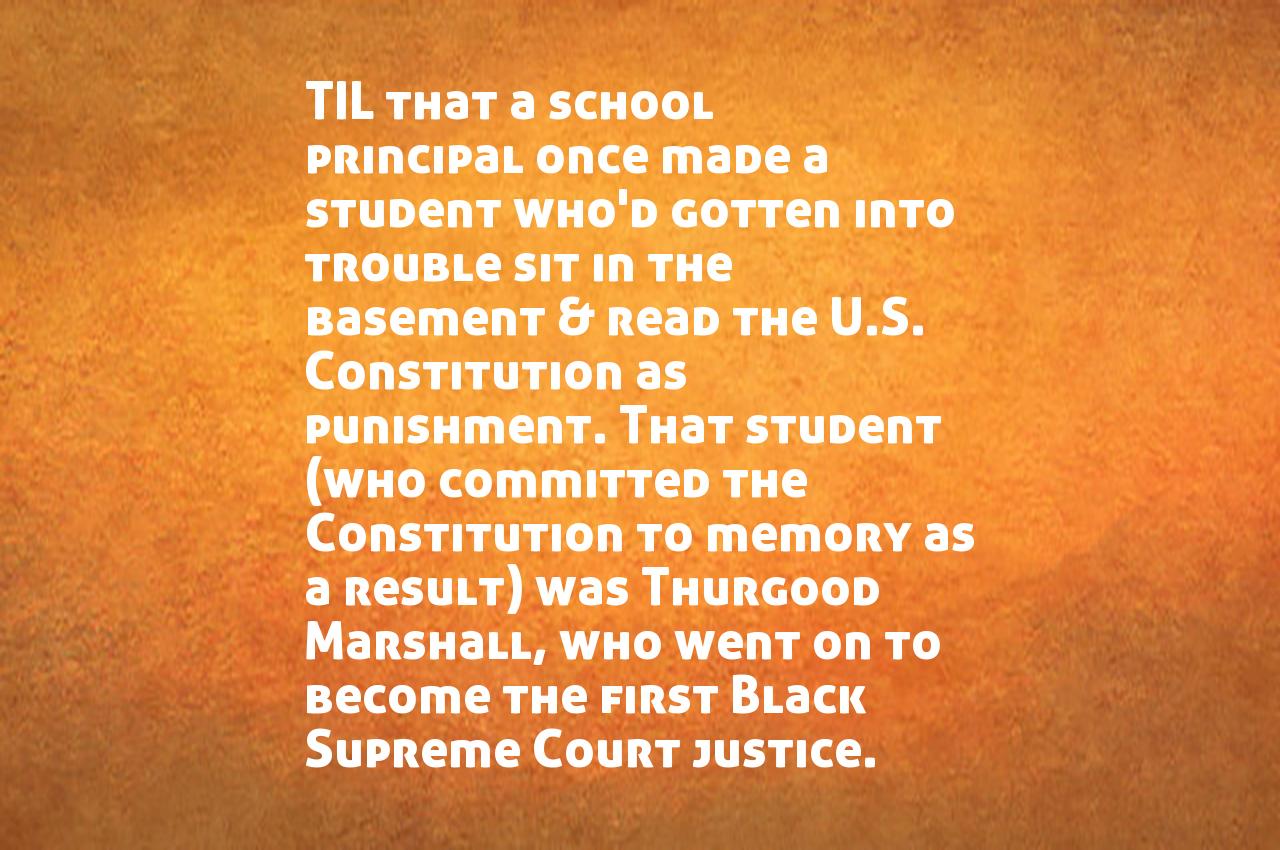 TIL that a school
principal once made a
student who'd gotten into
trouble sit in the
basement & read the U.S.
Constitution as
punishment. That student
(who committed the
Constitution to memory as
a result) was Thurgood
Marshall, who went on to
become the first Black
Supreme Court justice.